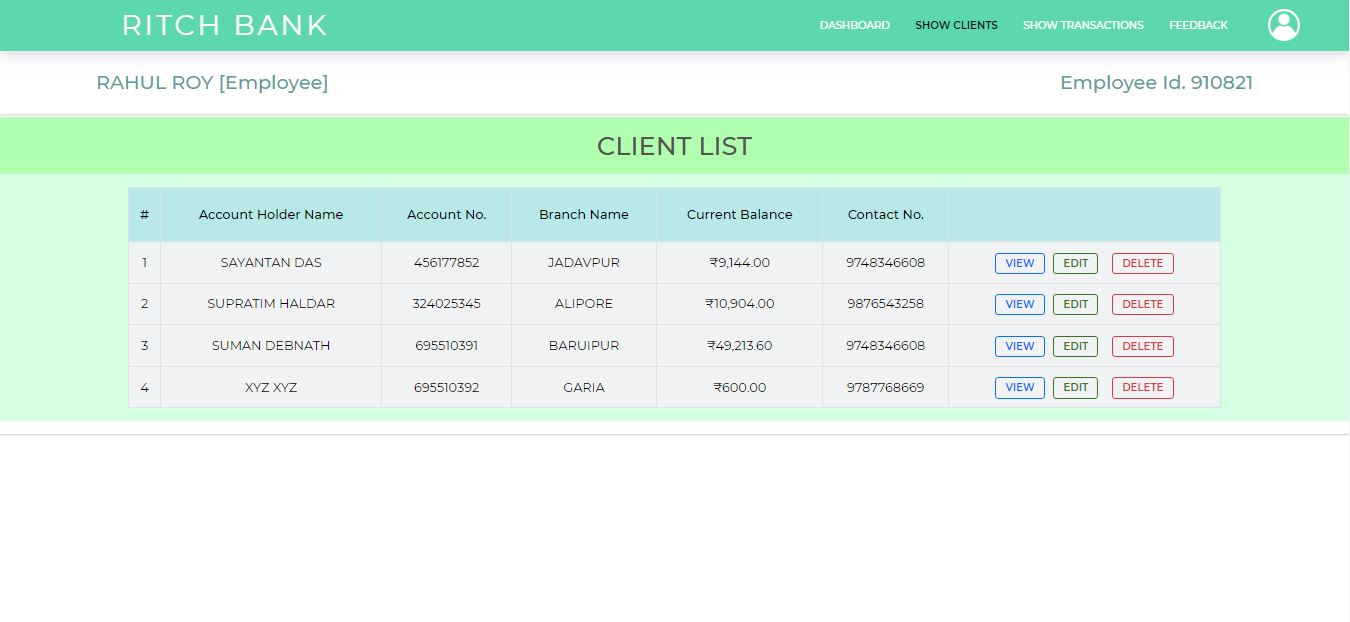 RITCH BANK DASHBOARD SHOW CLIENTS SHOW TRANSACTIONS FEEDBACK
RAHUL ROY [Employee] Employee Id. 910821
CLIENT LIST
# Account Holder Name Account No. Branch Name Current Balance Contact No.
1 SAYANTAN DAS 456177852 JADAVPUR ₹9,144.00 9748346608 VIEW EDIT DELETE
2 SUPRATIM HALDAR 324025345 ALIPORE ₹10,904.00 9876543258 VIEW EDIT DELETE
3 SUMAN DEBNATH 695510391 BARUIPUR ₹49,213.60 9748346608 VIEW EDIT DELETE
4 XYZ XYZ 695510392 GARIA ₹600.00 9787768669 VIEW EDIT DELETE